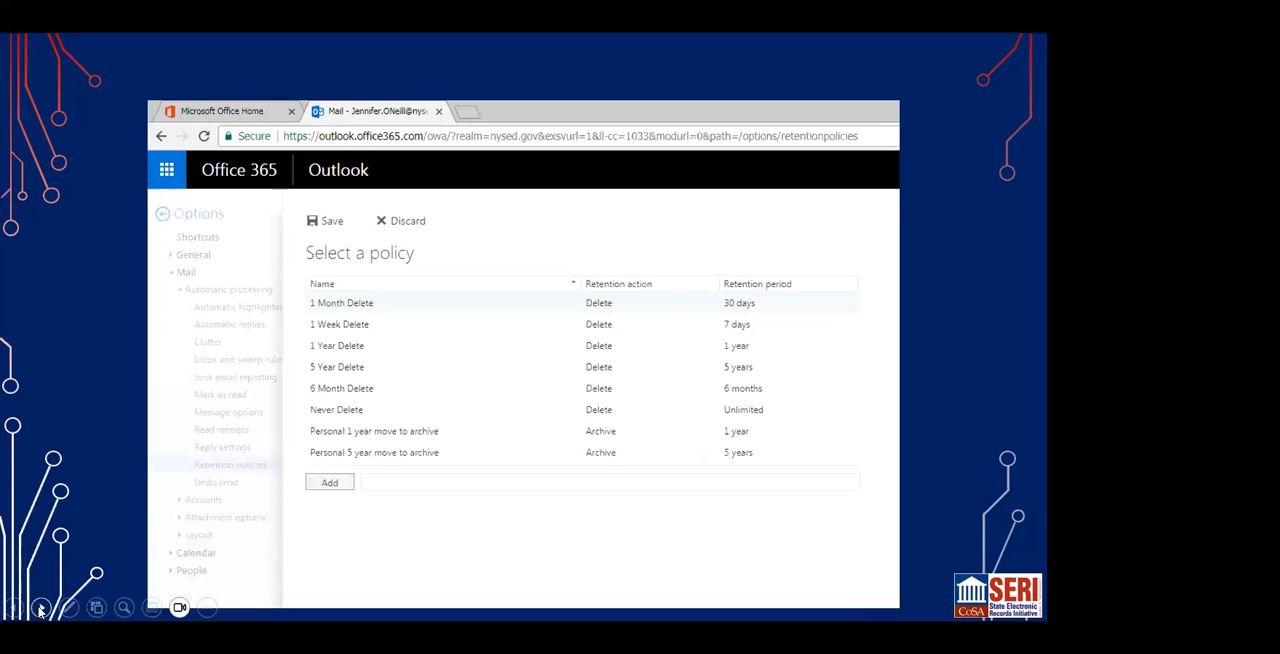 Microsoft Office Home
Mail - Jennifer.ONeill@nys
Secure https://outlook.office365.com/owa/?realm=nysed.gov&exsvurl=1&ll-cc=1033&modurl=0&path=/options/retentionpolicies
Office 365 Outlook
Options
Shortcuts
General
Mail
Automatic processing
Automatic highlightin
Automatic replies
Clutter
Inbox and sweep rule
Junk email reporting
Mark as read
Message options
Read receipts
Reply settings
Retention policies
Undo send
Accounts
Attachment options
Layout
Calendar
People
Save Discard
Select a policy
Name Retention action Retention period
1 Month Delete Delete 30 days
1 Week Delete Delete 7 days
1 Year Delete Delete 1 year
5 Year Delete Delete 5 years
6 Month Delete Delete 6 months
Never Delete Delete Unlimited
Personal 1 year move to archive Archive 1 year
Personal 5 year move to archive Archive 5 years
Add
CoSA
SERI
State Electronic
Records Initiative